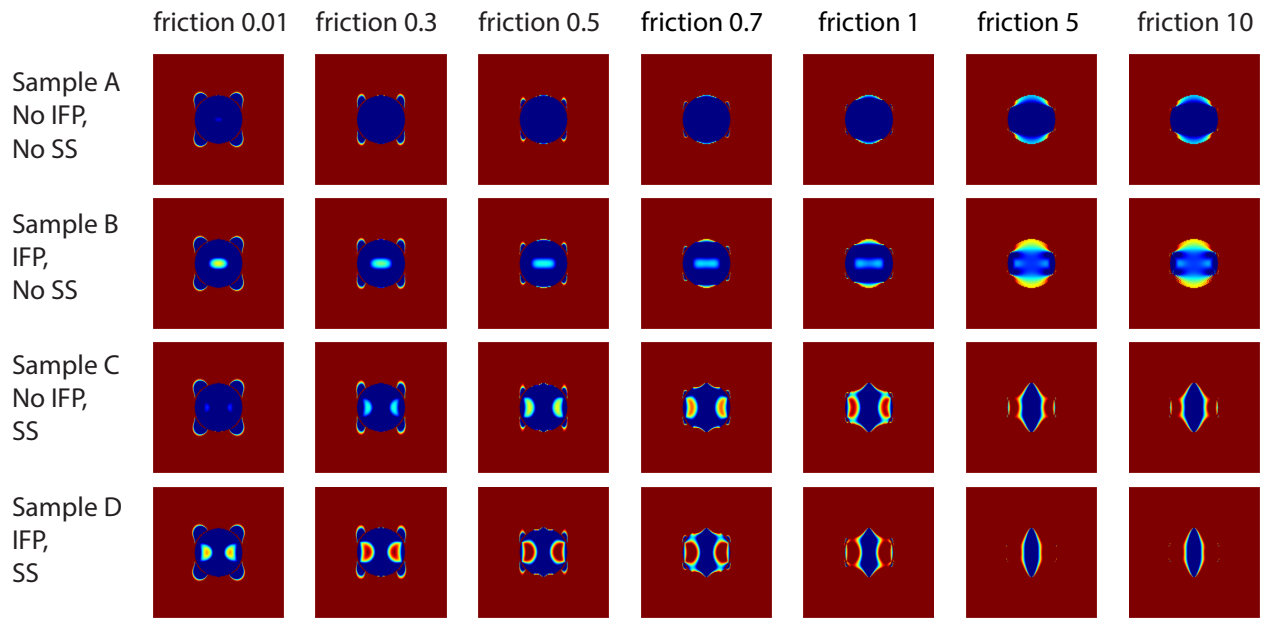 friction 0.01 friction 0.3 friction 0.5 friction 0.7 friction 1 friction 5 friction 10
Sample A
No IFP,
No SS
Sample B
IFP,
No SS
Sample C
No IFP,
SS
Sample D
IFP,
SS